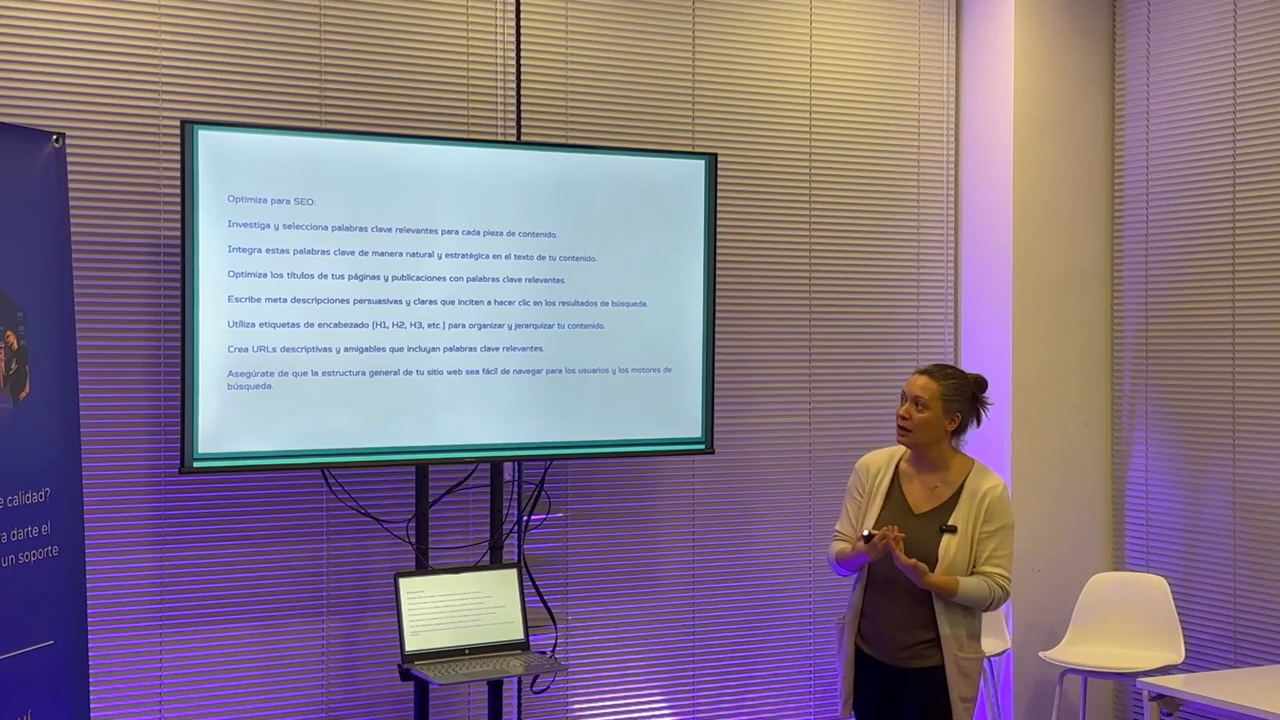 Optimiza para SEO:
Investiga y selecciona palabras clave relevantes para cada pieza de contenido.
Integra estas palabras clave de manera natural y estratégica en el texto de tu contenido.
Optimiza los títulos de tus páginas y publicaciones con palabras clave relevantes.
Escribe meta descripciones persuasivas y claras que inciten a hacer clic en los resultados de búsqueda.
Utiliza etiquetas de encabezado (H1, H2, H3, etc.) para organizar y jerarquizar tu contenido.
Crea URLs descriptivas y amigables que incluyan palabras clave relevantes.
Asegúrate de que la estructura general de tu sitio web sea fácil de navegar para los usuarios y los motores de
búsqueda.
e calidad?
ra darte el
un soporte